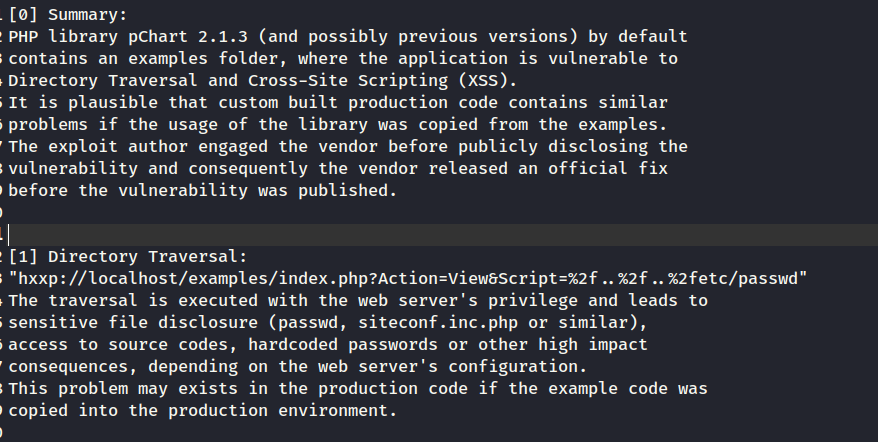 [0] Summary:
PHP library pChart 2.1.3 (and possibly previous versions) by default
contains an examples folder, where the application is vulnerable to
Directory Traversal and Cross-Site Scripting (XSS).
It is plausible that custom built production code contains similar
problems if the usage of the library was copied from the examples.
The exploit author engaged the vendor before publicly disclosing the
vulnerability and consequently the vendor released an official fix
before the vulnerability was published.
[1] Directory Traversal:
"hxxp://localhost/examples/index.php?Action=View&Script=%2f..%2f..%2fetc/passwd"
The traversal is executed with the web server's privilege and leads to
sensitive file disclosure (passwd, siteconf.inc.php or similar),
access to source codes, hardcoded passwords or other high impact
consequences, depending on the web server's configuration.
This problem may exists in the production code if the example code was
copied into the production environment.